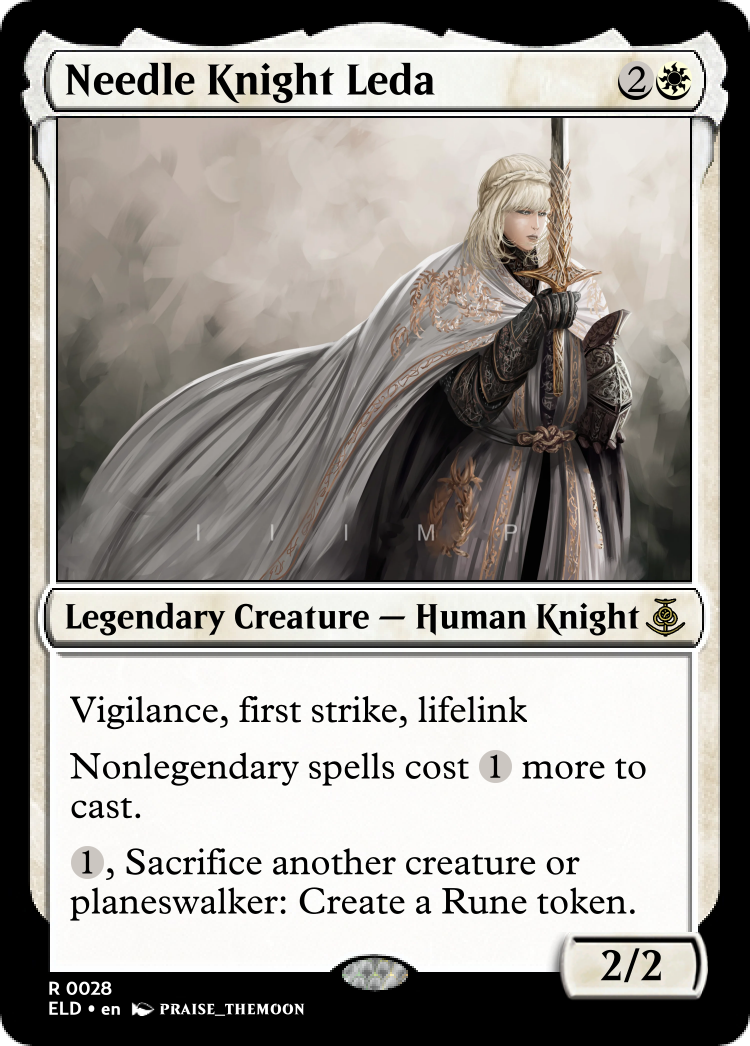 Needle Knight Leda 2
I I I M P
Legendary Creature — Human Knight
Vigilance, first strike, lifelink
Nonlegendary spells cost 1 more to
cast.
1, Sacrifice another creature or
planeswalker: Create a Rune token.
2/2
R 0028
ELD • en PRAISE_THEMOON